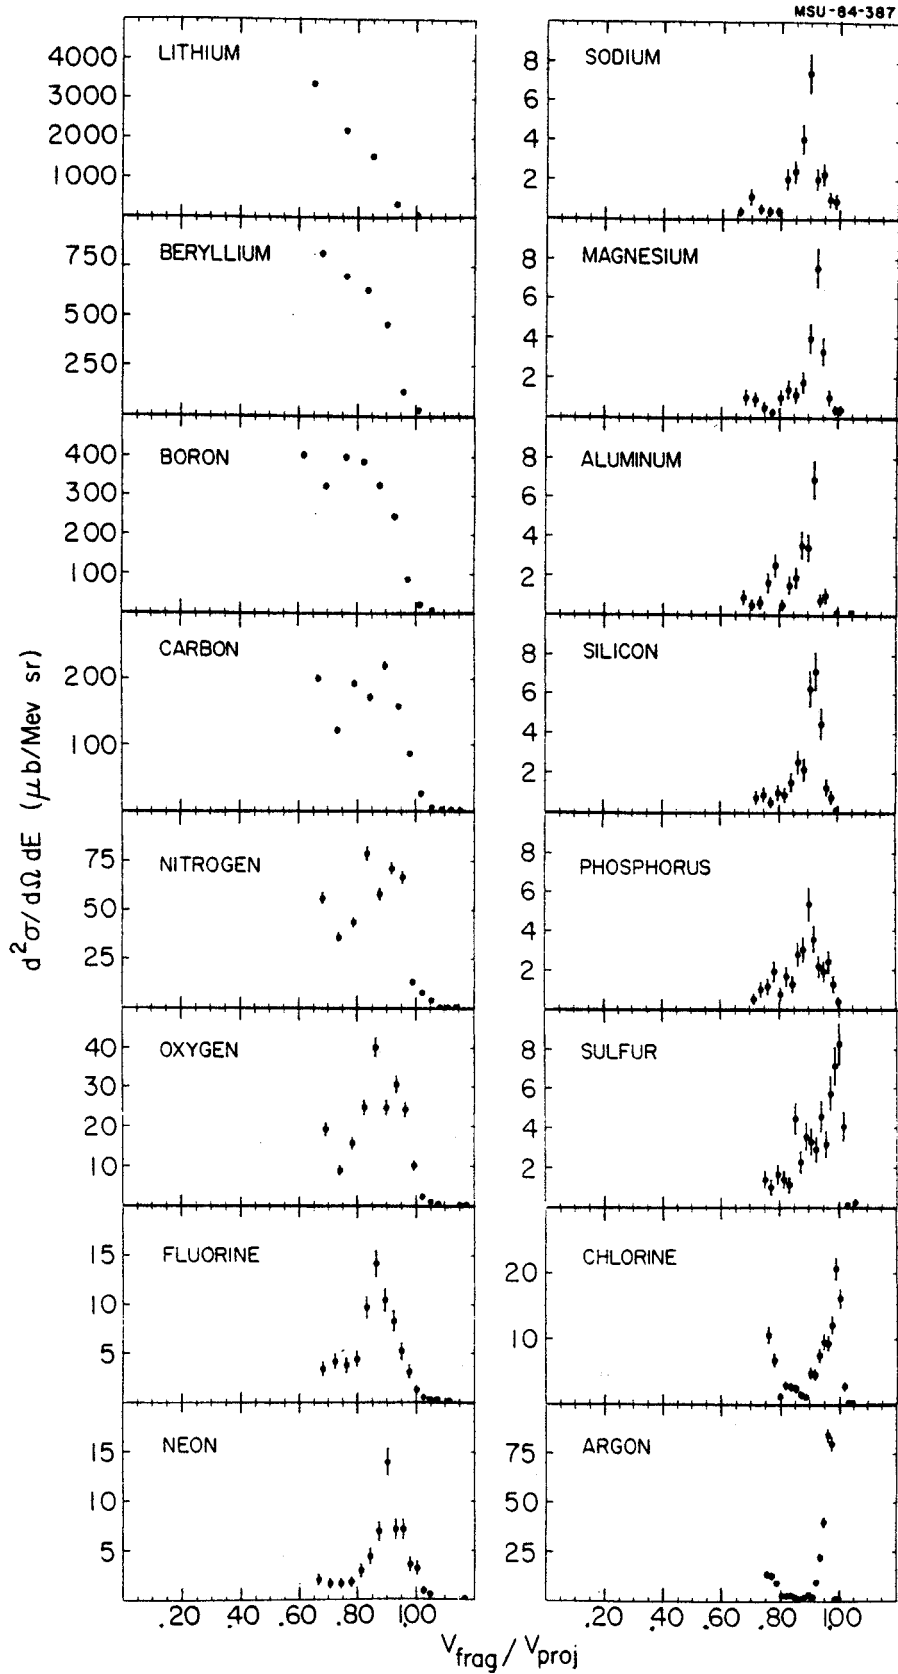 MSU-84-387
LITHIUM
4000
3000
2000
1000
BERYLLIUM
750
500
250
BORON
400
300
200
100
CARBON
200
100
NITROGEN
75
50
25
OXYGEN
40
30
20
10
FLUORINE
15
10
5
NEON
15
10
5
.20 .40 .60 .80 1.00
SODIUM
8
6
4
2
MAGNESIUM
8
6
4
2
ALUMINUM
8
6
4
2
SILICON
8
6
4
2
PHOSPHORUS
8
6
4
2
SULFUR
8
6
4
2
CHLORINE
20
10
ARGON
75
50
25
.20 .40 .60 .80 1.00
d²σ/dΩdE (μb/Mev sr)
Vfrag/Vproj